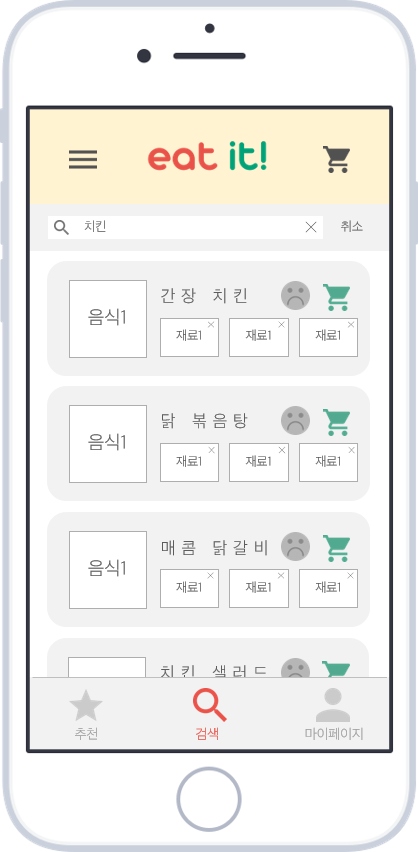 eat it!
치킨 취소
음식1 간장 치킨
재료1 재료1 재료1
음식1 닭 볶음탕
재료1 재료1 재료1
음식1 매콤 닭갈비
재료1 재료1 재료1
치킨 샐러드
추천 검색 마이페이지